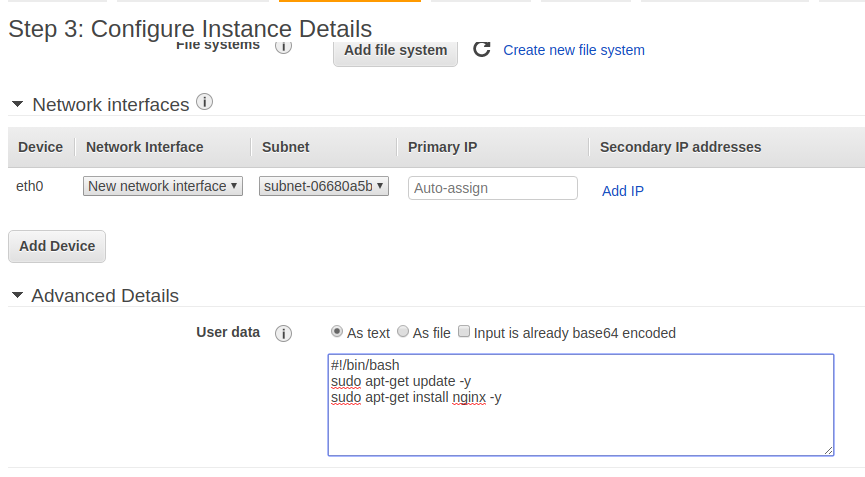 Step 3: Configure Instance Details
File systems Add file system Create new file system
Network interfaces
Device Network Interface Subnet Primary IP Secondary IP addresses
eth0 New network interface subnet-06680a5b Auto-assign Add IP
Add Device
Advanced Details
User data As text As file Input is already base64 encoded
#!/bin/bash
sudo apt-get update -y
sudo apt-get install nginx -y